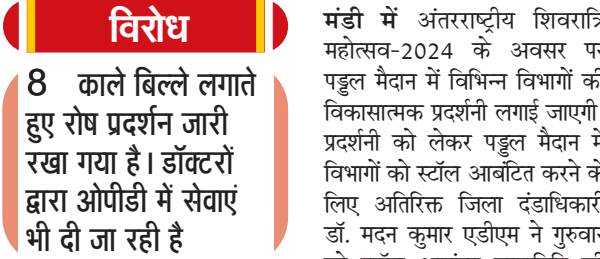 विरोध
8 काले बिल्ले लगाते
हुए रोष प्रदर्शन जारी
रखा गया है। डॉक्टरों
द्वारा ओपीडी में सेवाएं
भी दी जा रही है
मंडी में अंतरराष्ट्रीय शिवरात्रि
महोत्सव-2024 के अवसर पर
पड्डल मैदान में विभिन्न विभागों की
विकासात्मक प्रदर्शनी लगाई जाएगी
प्रदर्शनी को लेकर पड्डल मैदान में
विभागों को स्टॉल आबंटित करने के
लिए अतिरिक्त जिला दंडाधिकारी
डॉ. मदन कुमार एडीएम ने गुरुवार